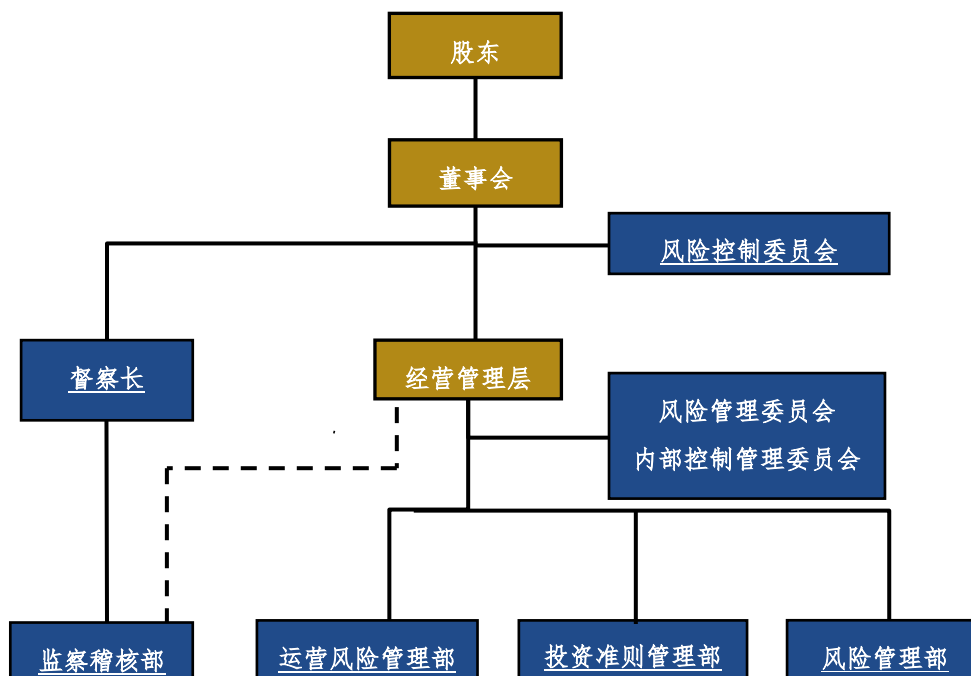 股东
董事会
风险控制委员会
督察长
经营管理层
风险管理委员会
内部控制管理委员会
监察稽核部
运营风险管理部
投资准则管理部
风险管理部